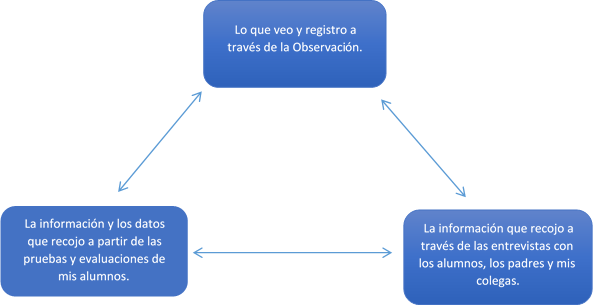 Lo que veo y registro a
través de la Observación.
La información y los datos
que recojo a partir de las
pruebas y evaluaciones de
mis alumnos.
La información que recojo a
través de las entrevistas con
los alumnos, los padres y mis
colegas.